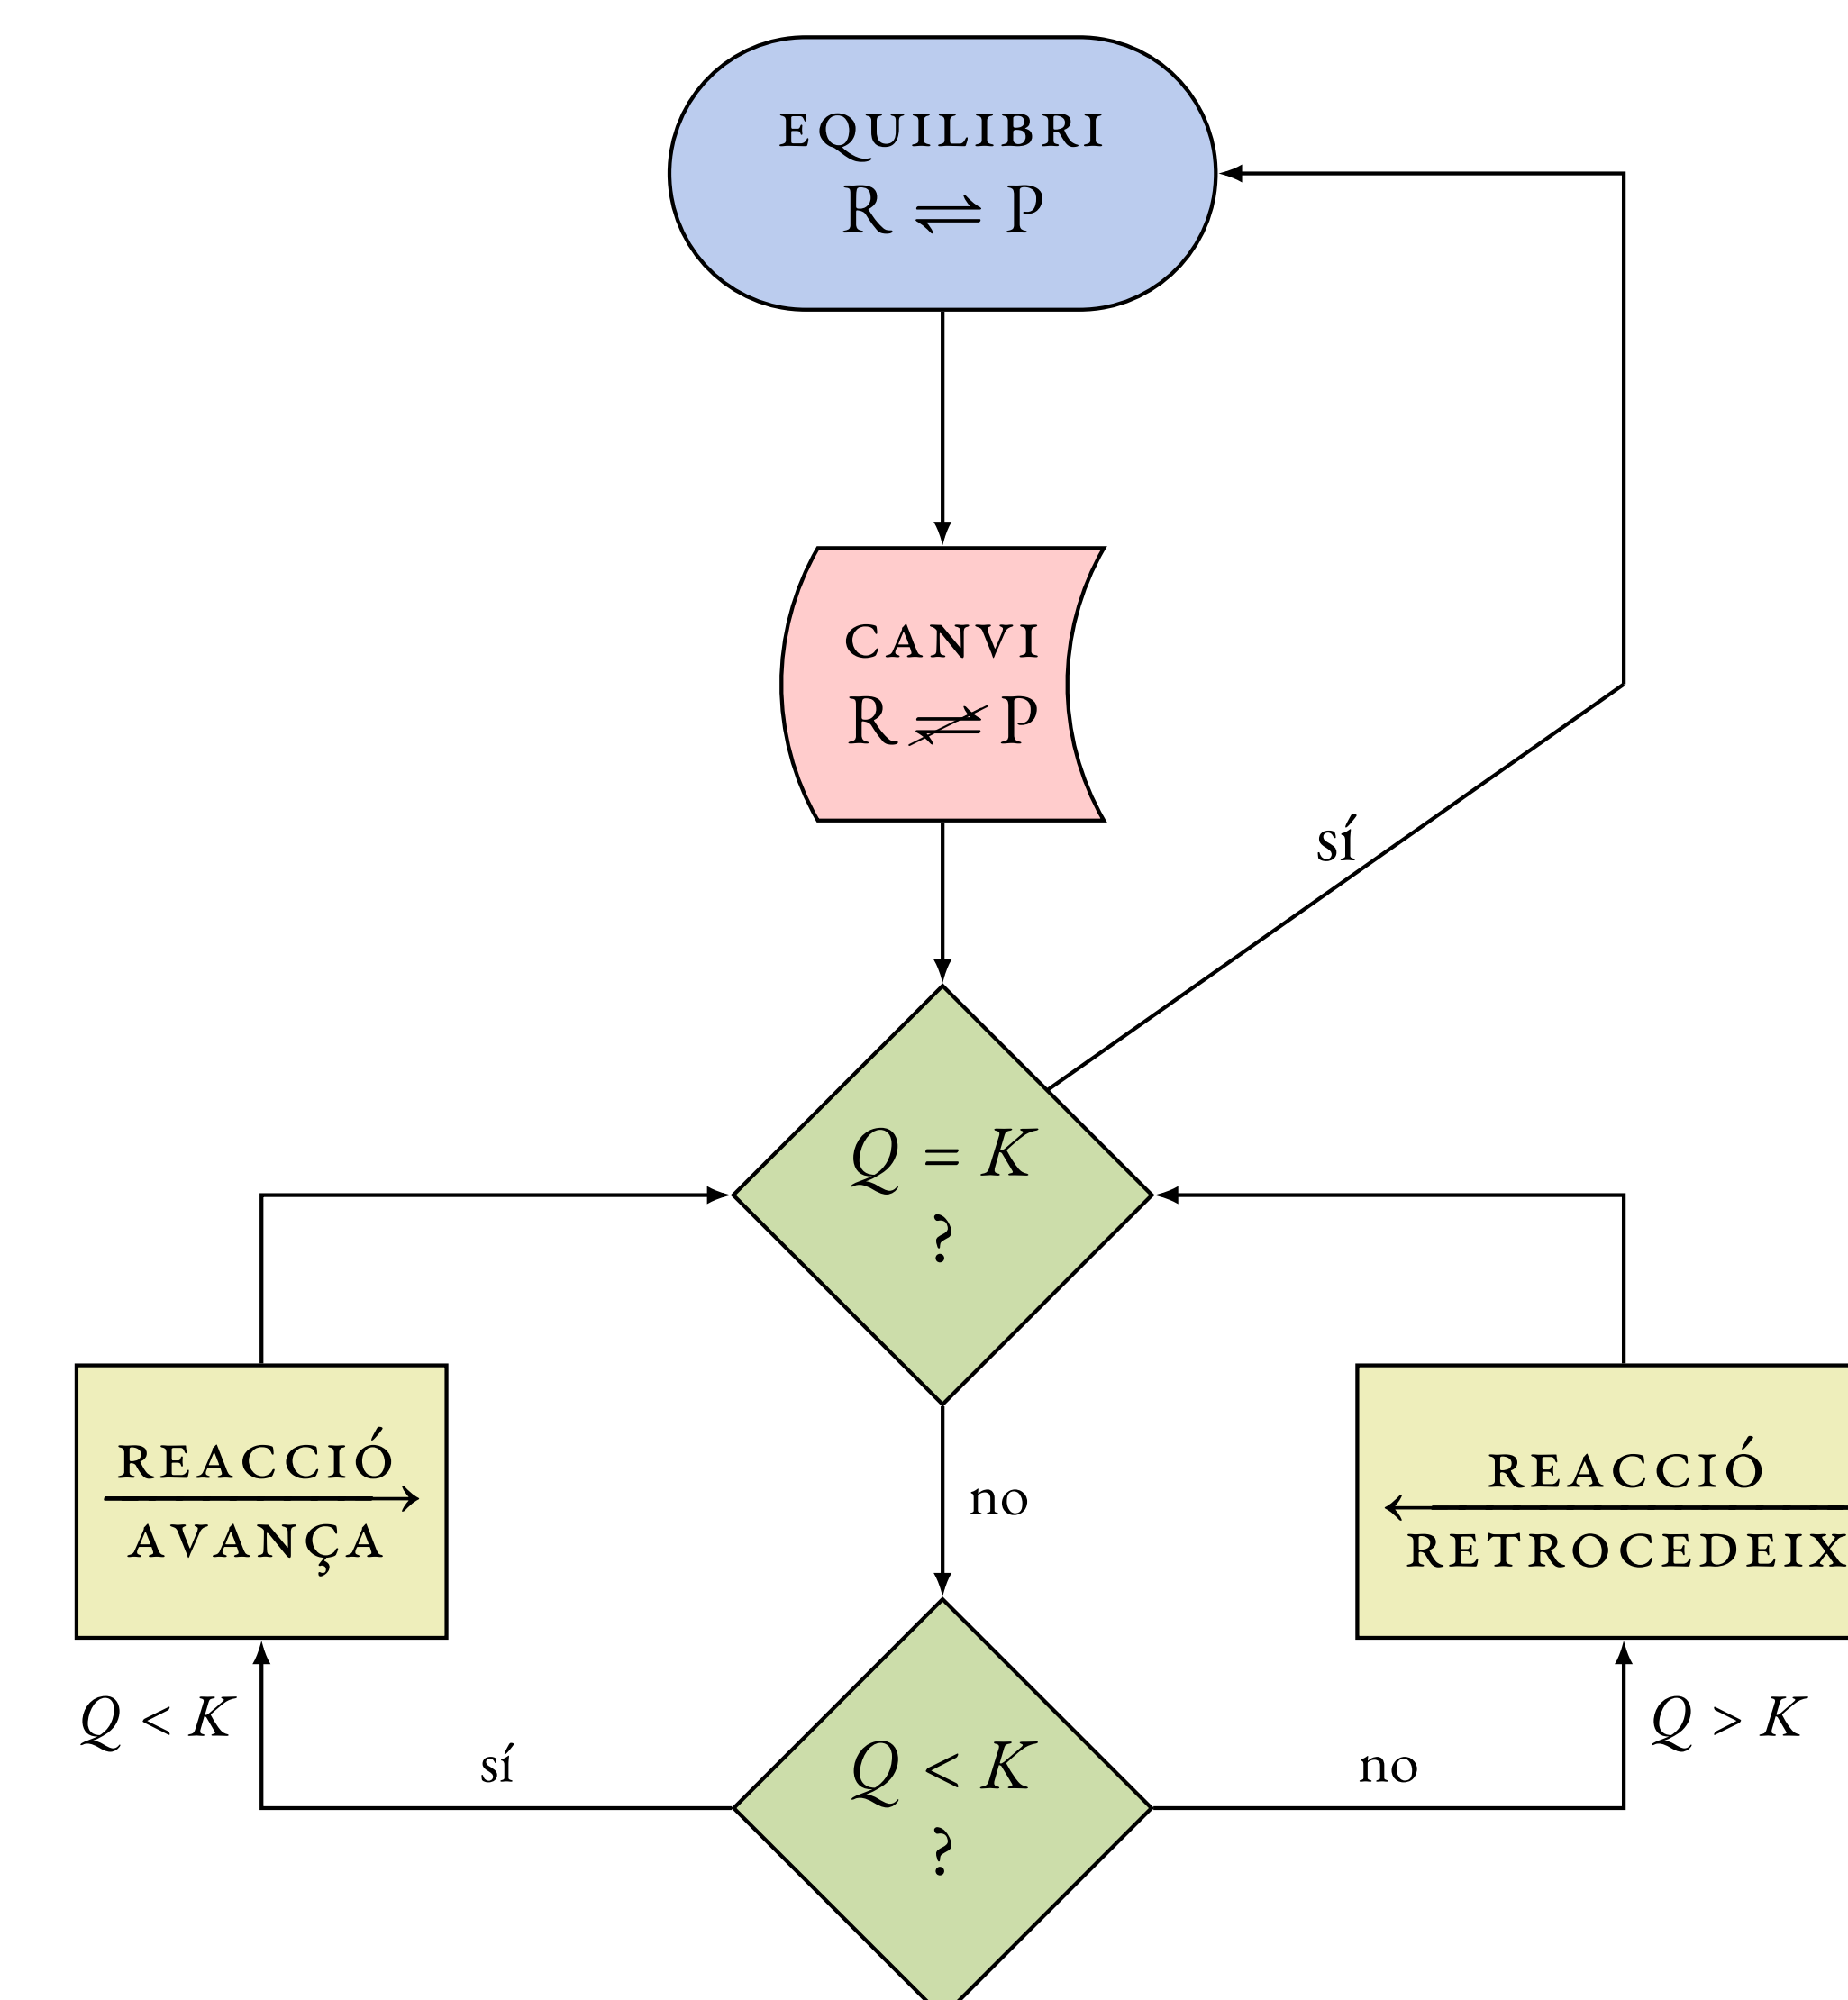 EQUILIBRI
R ⇌ P
CANVI
R ⇌̸ P
sí
Q = K
?
REACCIÓ
AVANÇA
no
REACCIÓ
RETROCEDEIX
Q < K
sí
Q < K
?
no
Q > K